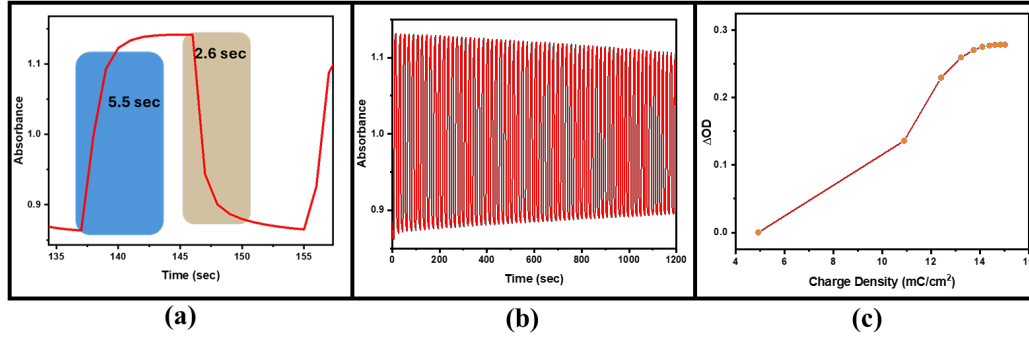 5.5 sec
2.6 sec
1.1
1.0
0.9
Absorbance
135 140 145 150 155
Time (sec)
(a)
1.1
1.0
0.9
Absorbance
0 200 400 600 800 1000 1200
Time (sec)
(b)
0.3
0.2
0.1
0.0
ΔOD
4 6 8 10 12 14 16
Charge Density (mC/cm²)
(c)